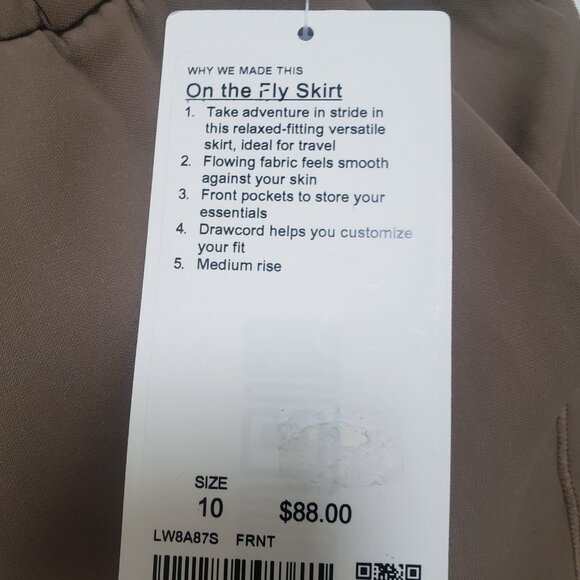 WHY WE MADE THIS
On the Fly Skirt
1. Take adventure in stride in
this relaxed-fitting versatile
skirt, ideal for travel
2. Flowing fabric feels smooth
against your skin
3. Front pockets to store your
essentials
4. Drawcord helps you customize
your fit
5. Medium rise
SIZE
10 $88.00
LW8A87S FRNT